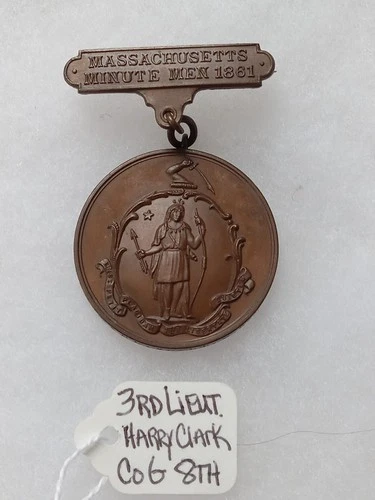 MASSACHUSETTS
MINUTE MEN 1861
3RD LIEUT.
HARRY Clark
Co G 8TH